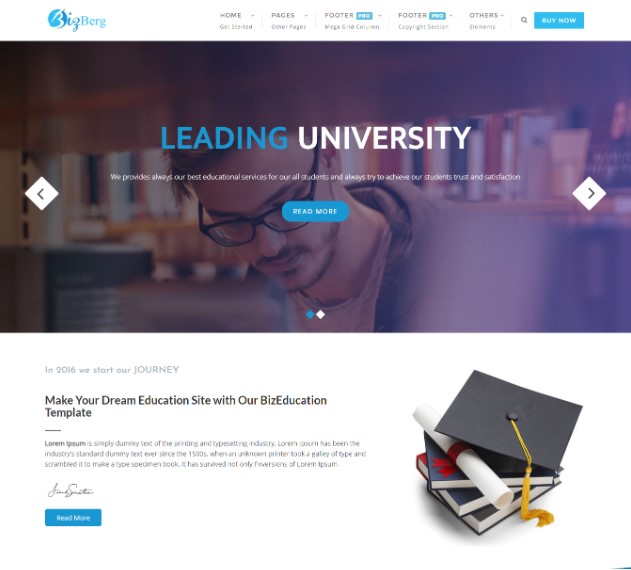 BizBerg
HOME
Get Started
PAGES
Other Pages
FOOTER PRO
Mega Grid Column
FOOTER PRO
Copyright Section
OTHERS
Elements
BUY NOW
LEADING UNIVERSITY
We provides always our best educational services for our all students and always try to achieve our students trust and satisfaction
READ MORE
In 2016 we start our JOURNEY
Make Your Dream Education Site with Our BizEducation
Template
Lorem Ipsum is simply dummy text of the printing and typesetting industry. Lorem Ipsum has been the
industry's standard dummy text ever since the 1500s, when an unknown printer took a galley of type and
scrambled it to make a type specimen book. It has survived not only fiversions of Lorem Ipsum.
Read More